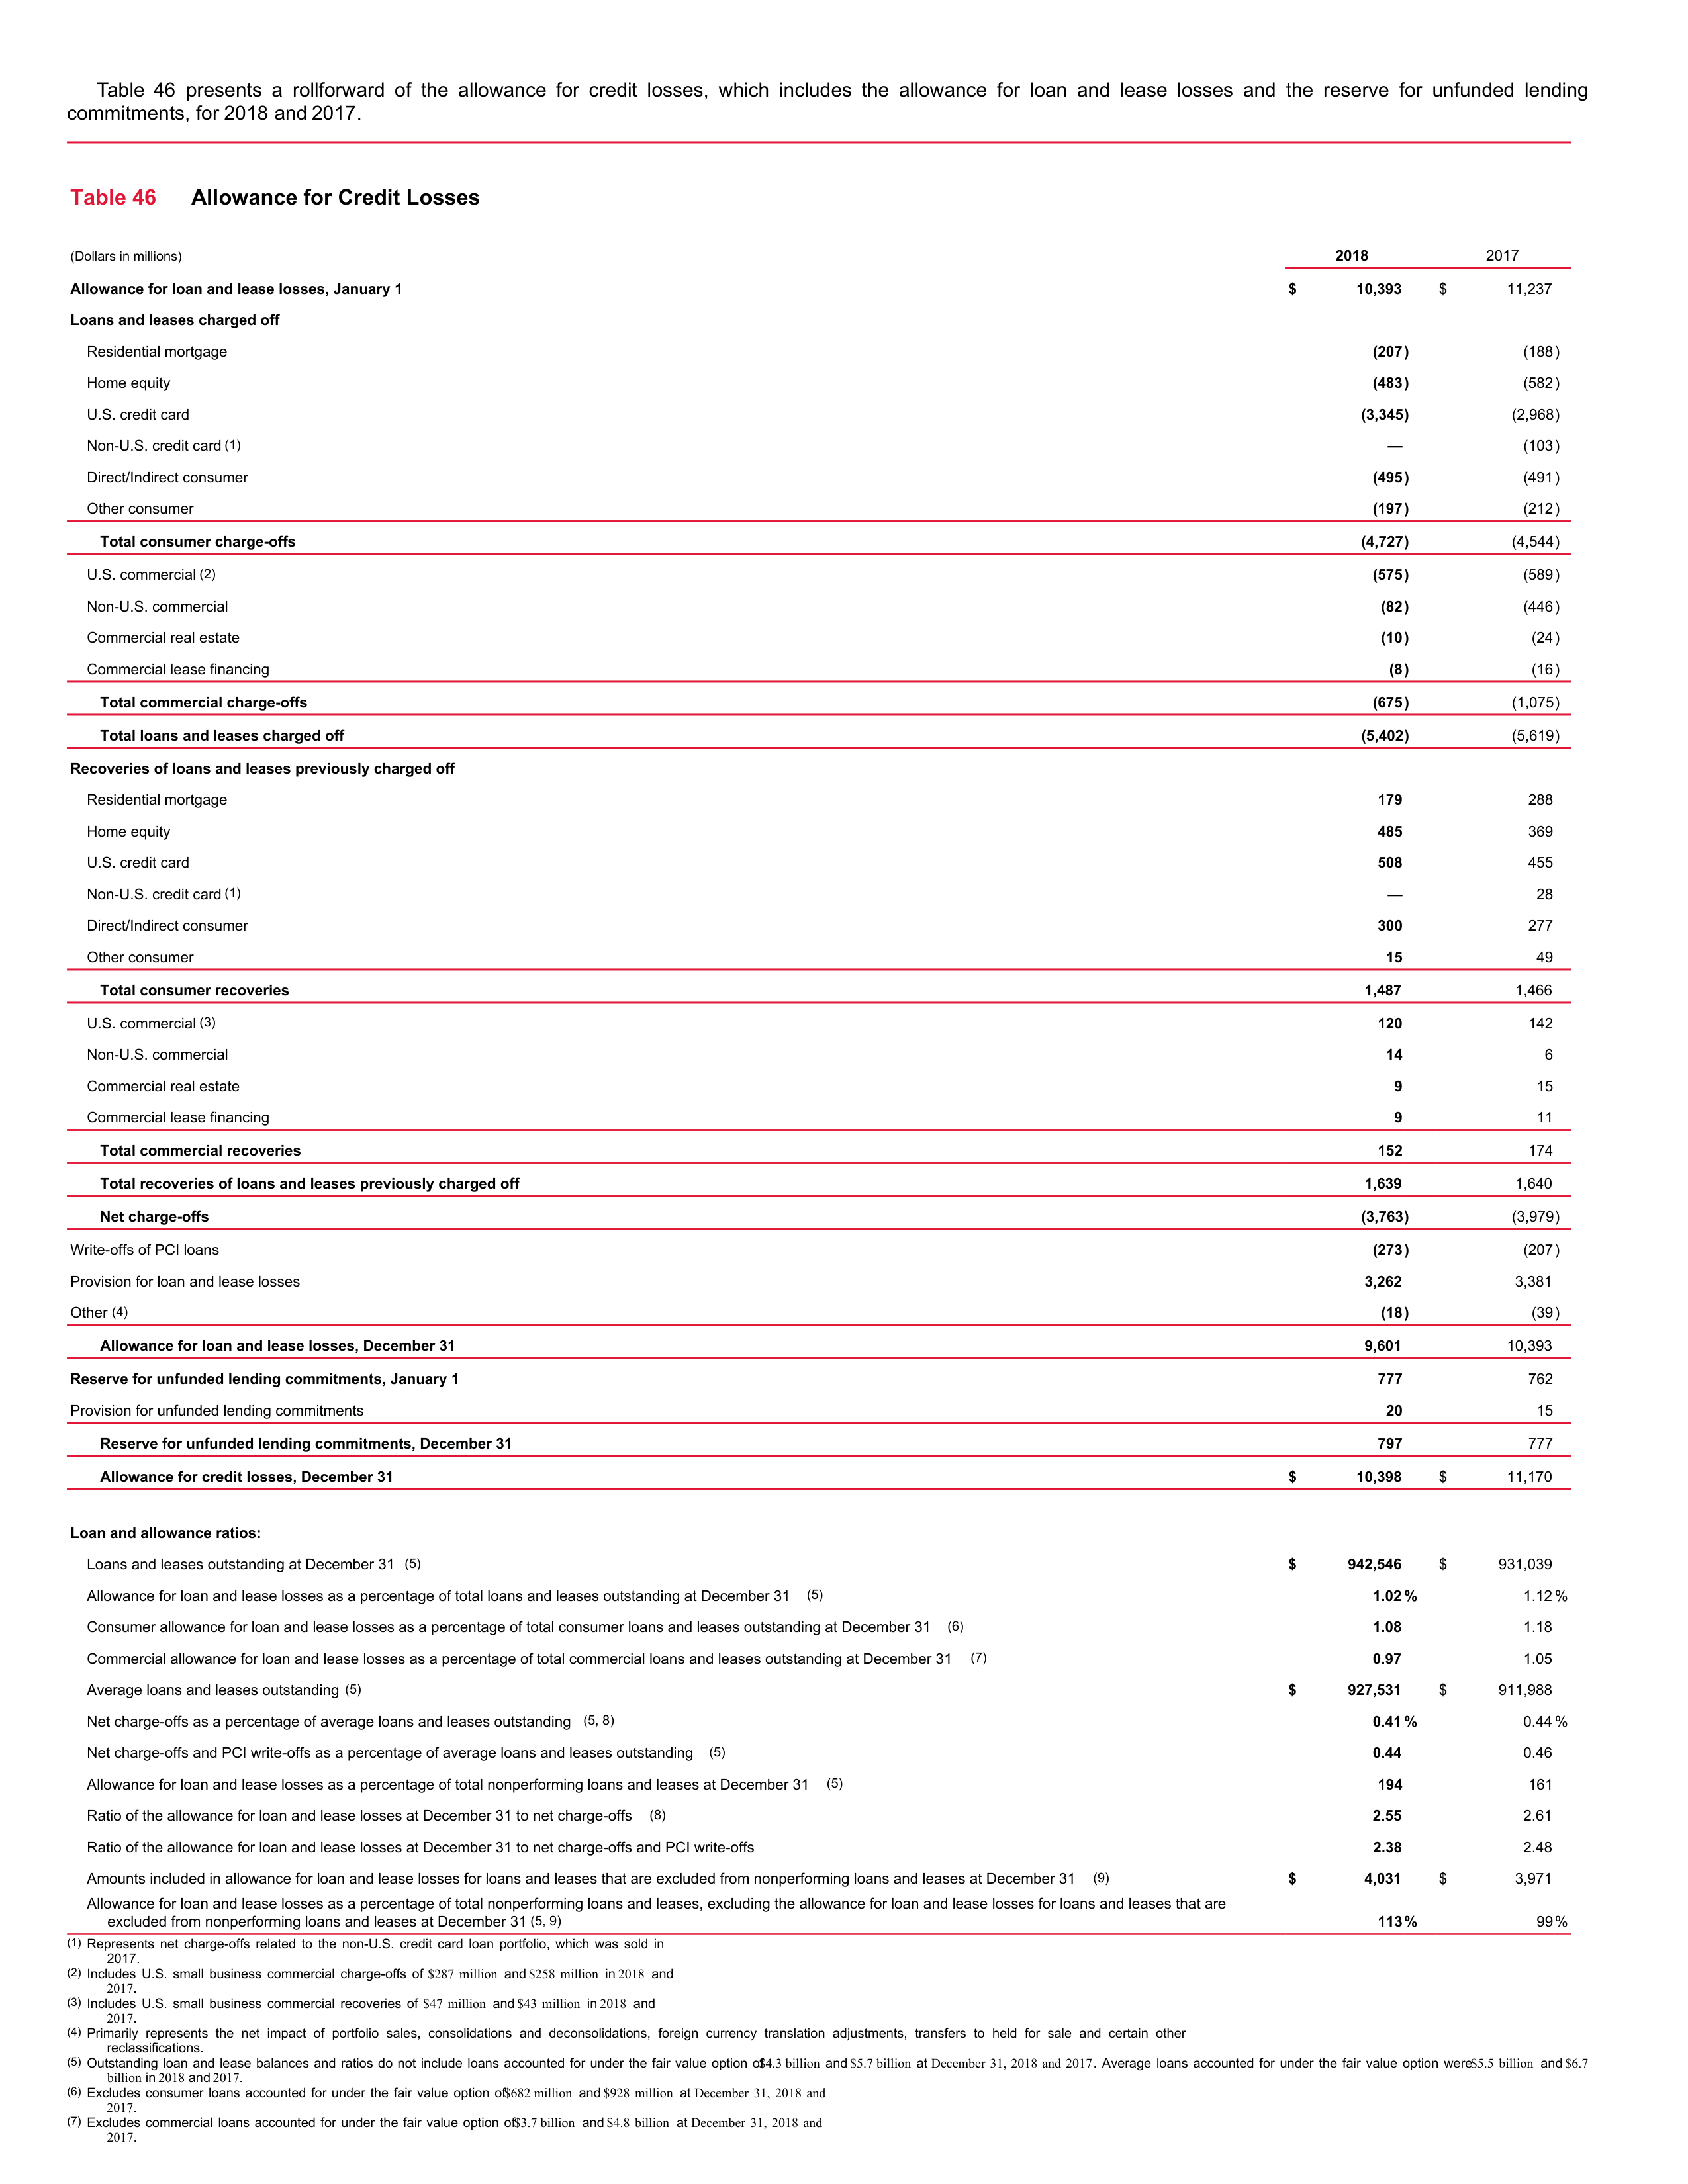 Table 46 presents a rollforward of the allowance for credit losses, which includes the allowance for loan and lease losses and the reserve for unfunded lending
commitments, for 2018 and 2017.
Table 46 Allowance for Credit Losses
(Dollars in millions) 2018 2017
Allowance for loan and lease losses, January 1 $ 10,393 $ 11,237
Loans and leases charged off
Residential mortgage (207) (188)
Home equity (483) (582)
U.S. credit card (3,345) (2,968)
Non-U.S. credit card (1) — (103)
Direct/Indirect consumer (495) (491)
Other consumer (197) (212)
Total consumer charge-offs (4,727) (4,544)
U.S. commercial (2) (575) (589)
Non-U.S. commercial (82) (446)
Commercial real estate (10) (24)
Commercial lease financing (8) (16)
Total commercial charge-offs (675) (1,075)
Total loans and leases charged off (5,402) (5,619)
Recoveries of loans and leases previously charged off
Residential mortgage 179 288
Home equity 485 369
U.S. credit card 508 455
Non-U.S. credit card (1) — 28
Direct/Indirect consumer 300 277
Other consumer 15 49
Total consumer recoveries 1,487 1,466
U.S. commercial (3) 120 142
Non-U.S. commercial 14 6
Commercial real estate 9 15
Commercial lease financing 9 11
Total commercial recoveries 152 174
Total recoveries of loans and leases previously charged off 1,639 1,640
Net charge-offs (3,763) (3,979)
Write-offs of PCI loans (273) (207)
Provision for loan and lease losses 3,262 3,381
Other (4) (18) (39)
Allowance for loan and lease losses, December 31 9,601 10,393
Reserve for unfunded lending commitments, January 1 777 762
Provision for unfunded lending commitments 20 15
Reserve for unfunded lending commitments, December 31 797 777
Allowance for credit losses, December 31 $ 10,398 $ 11,170
Loan and allowance ratios:
Loans and leases outstanding at December 31 (5) $ 942,546 $ 931,039
Allowance for loan and lease losses as a percentage of total loans and leases outstanding at December 31 (5) 1.02% 1.12%
Consumer allowance for loan and lease losses as a percentage of total consumer loans and leases outstanding at December 31 (6) 1.08 1.18
Commercial allowance for loan and lease losses as a percentage of total commercial loans and leases outstanding at December 31 (7) 0.97 1.05
Average loans and leases outstanding (5) $ 927,531 $ 911,988
Net charge-offs as a percentage of average loans and leases outstanding (5, 8) 0.41% 0.44%
Net charge-offs and PCI write-offs as a percentage of average loans and leases outstanding (5) 0.44 0.46
Allowance for loan and lease losses as a percentage of total nonperforming loans and leases at December 31 (5) 194 161
Ratio of the allowance for loan and lease losses at December 31 to net charge-offs (8) 2.55 2.61
Ratio of the allowance for loan and lease losses at December 31 to net charge-offs and PCI write-offs 2.38 2.48
Amounts included in allowance for loan and lease losses for loans and leases that are excluded from nonperforming loans and leases at December 31 (9) $ 4,031 $ 3,971
Allowance for loan and lease losses as a percentage of total nonperforming loans and leases, excluding the allowance for loan and lease losses for loans and leases that are
excluded from nonperforming loans and leases at December 31 (5, 9) 113% 99%
(1) Represents net charge-offs related to the non-U.S. credit card loan portfolio, which was sold in
2017.
(2) Includes U.S. small business commercial charge-offs of $287 million and $258 million in 2018 and
2017.
(3) Includes U.S. small business commercial recoveries of $47 million and $43 million in 2018 and
2017.
(4) Primarily represents the net impact of portfolio sales, consolidations and deconsolidations, foreign currency translation adjustments, transfers to held for sale and certain other
reclassifications.
(5) Outstanding loan and lease balances and ratios do not include loans accounted for under the fair value option of $4.3 billion and $5.7 billion at December 31, 2018 and 2017. Average loans accounted for under the fair value option were $5.5 billion and $6.7
billion in 2018 and 2017.
(6) Excludes consumer loans accounted for under the fair value option of $682 million and $928 million at December 31, 2018 and
2017.
(7) Excludes commercial loans accounted for under the fair value option of $3.7 billion and $4.8 billion at December 31, 2018 and
2017.